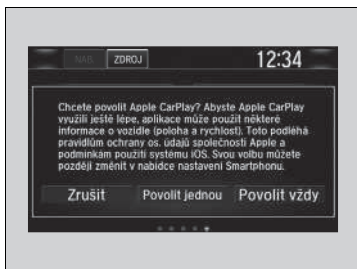 NAB.
ZDROJ
12:34
Chcete povolit Apple CarPlay? Abyste Apple CarPlay
využili ještě lépe, aplikace může použít některé
informace o vozidle (poloha a rychlost). Toto podléhá
pravidlům ochrany os. údajů společnosti Apple a
podmínkám použití systému iOS. Svou volbu můžete
později změnit v nabídce nastavení Smartphonu.
Zrušit Povolit jednou Povolit vždy